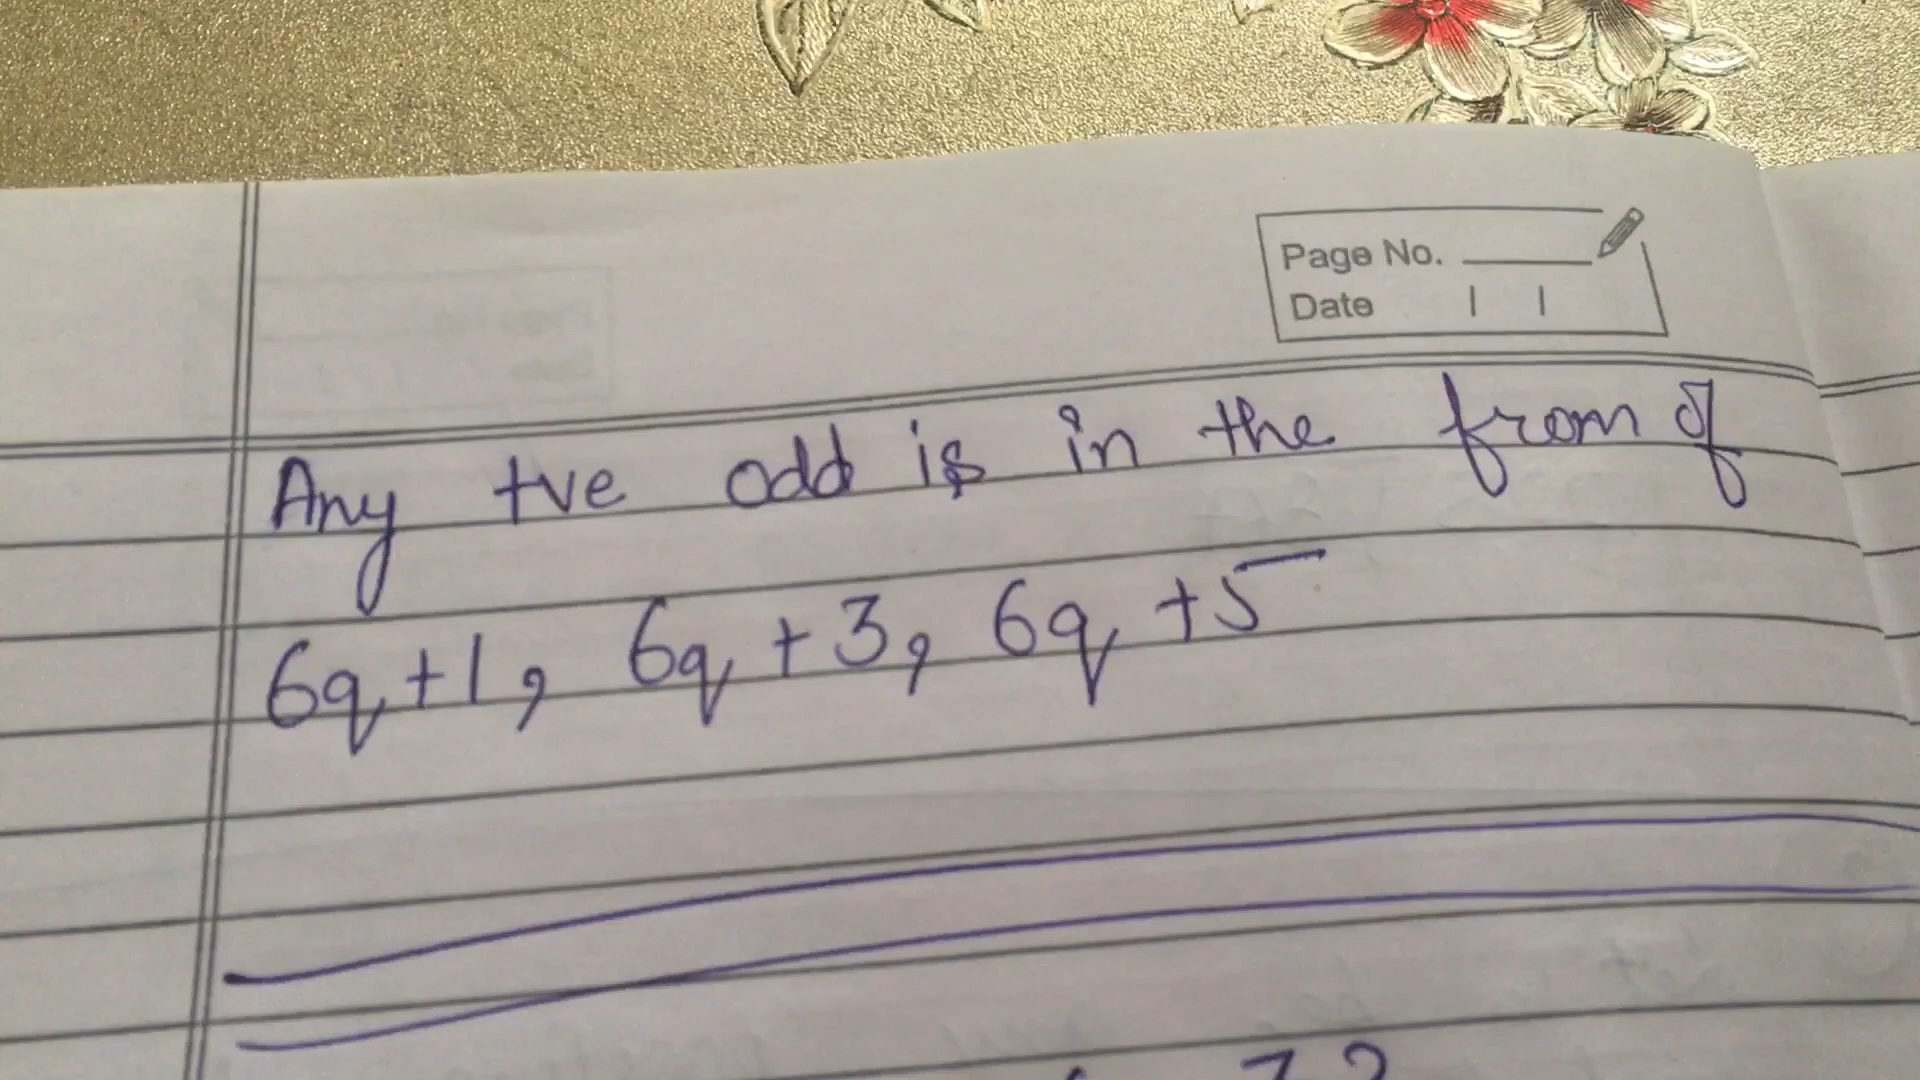 Page No.
Date
Any +ve odd is in the from of
6q+1, 6q+3, 6q+5